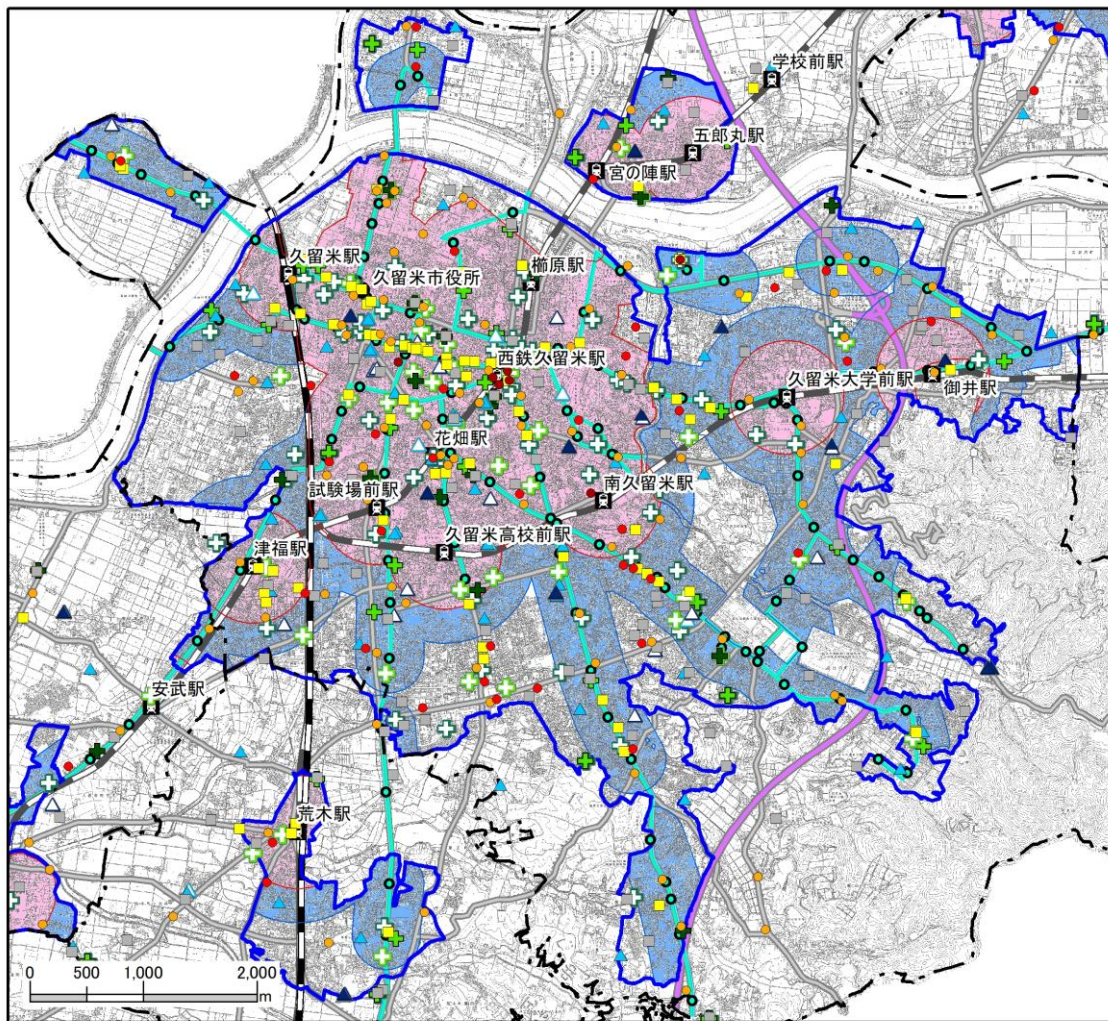 学校前駅
五郎丸駅
宮の陣駅
久留米駅
櫛原駅
久留米市役所
西鉄久留米駅
久留米大学前駅
御井駅
花畑駅
試験場前駅
南久留米駅
久留米高校前駅
津福駅
安武駅
荒木駅
0 500 1,000 2,000
m